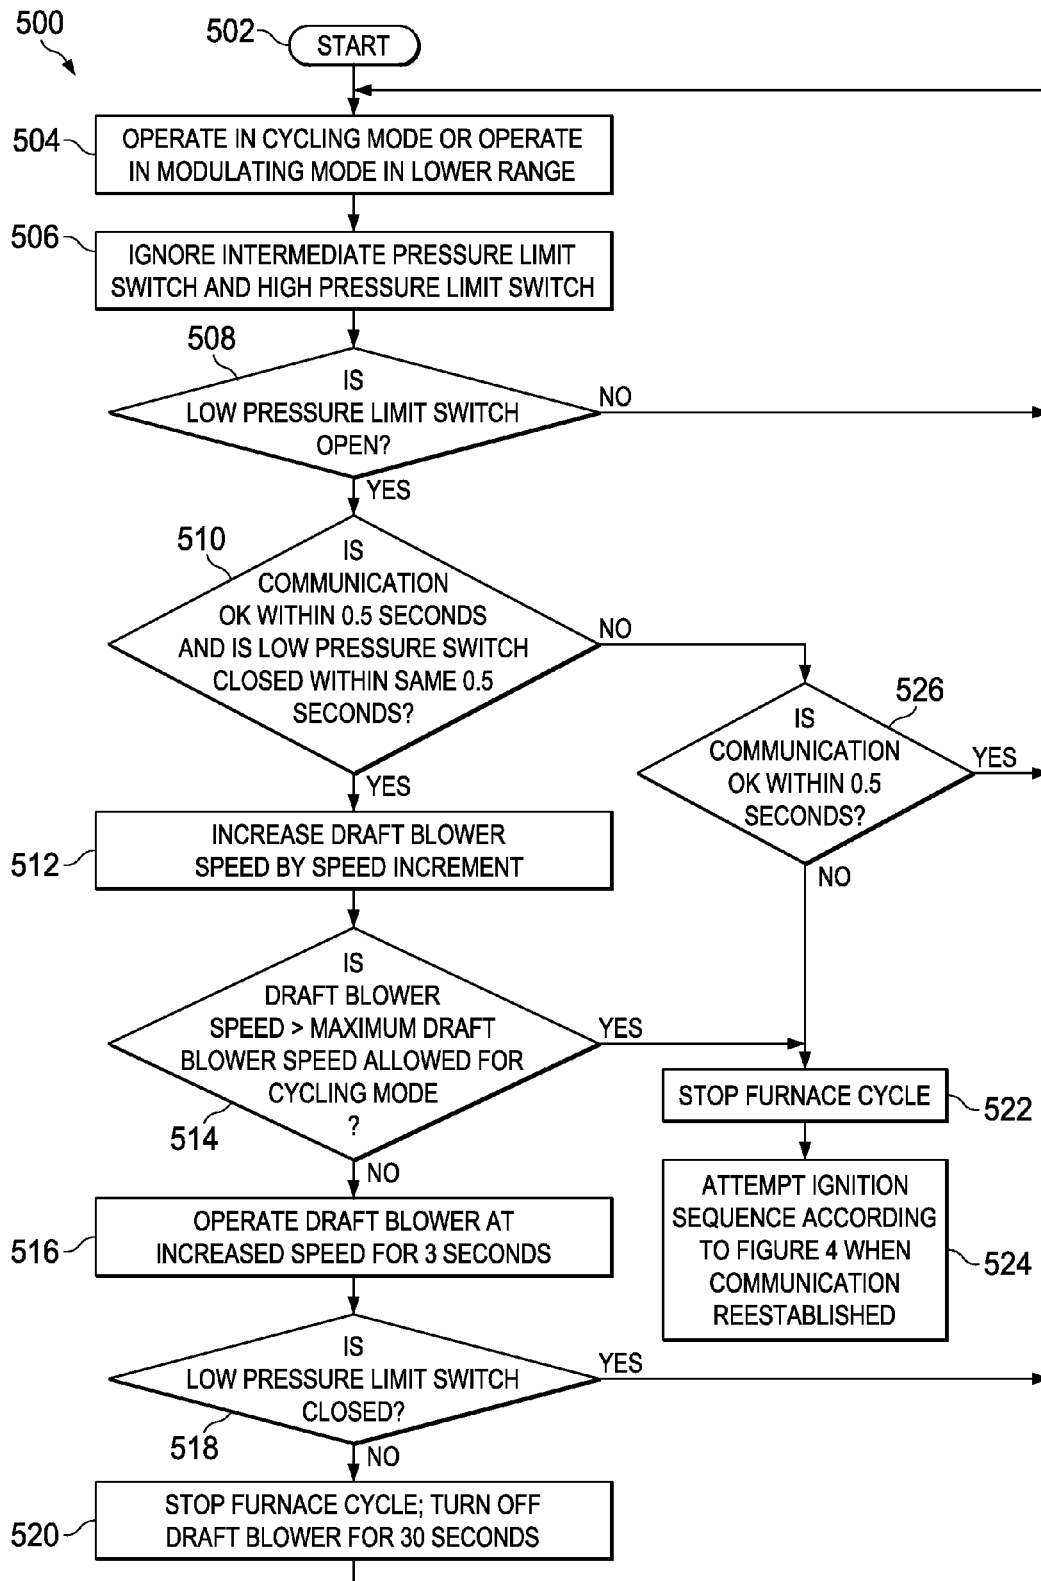 500
502
START
504
OPERATE IN CYCLING MODE OR OPERATE
IN MODULATING MODE IN LOWER RANGE
506
IGNORE INTERMEDIATE PRESSURE LIMIT
SWITCH AND HIGH PRESSURE LIMIT SWITCH
508
IS
LOW PRESSURE LIMIT SWITCH
OPEN?
NO
YES
510
IS
COMMUNICATION
OK WITHIN 0.5 SECONDS
AND IS LOW PRESSURE SWITCH
CLOSED WITHIN SAME 0.5
SECONDS?
NO
YES
526
IS
COMMUNICATION
OK WITHIN 0.5
SECONDS?
YES
NO
512
INCREASE DRAFT BLOWER
SPEED BY SPEED INCREMENT
IS
DRAFT BLOWER
SPEED > MAXIMUM DRAFT
BLOWER SPEED ALLOWED FOR
CYCLING MODE
?
514
YES
NO
STOP FURNACE CYCLE
522
ATTEMPT IGNITION
SEQUENCE ACCORDING
TO FIGURE 4 WHEN
COMMUNICATION
REESTABLISHED
524
516
OPERATE DRAFT BLOWER AT
INCREASED SPEED FOR 3 SECONDS
IS
LOW PRESSURE LIMIT SWITCH
CLOSED?
518
YES
NO
520
STOP FURNACE CYCLE; TURN OFF
DRAFT BLOWER FOR 30 SECONDS